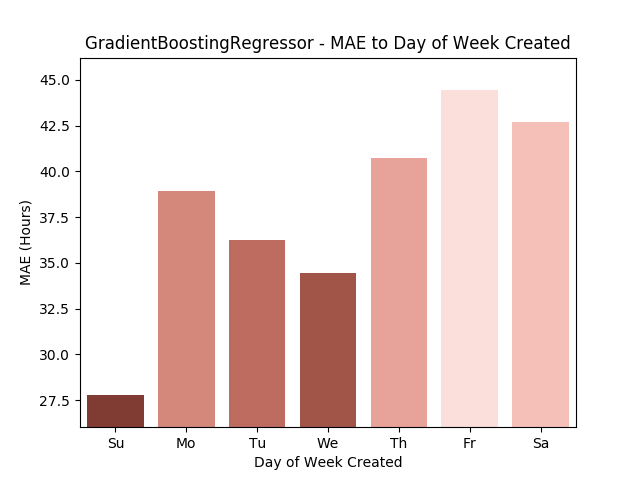 GradientBoostingRegressor - MAE to Day of Week Created
45.0
42.5
40.0
37.5
35.0
32.5
30.0
27.5
MAE (Hours)
Su Mo Tu We Th Fr Sa
Day of Week Created